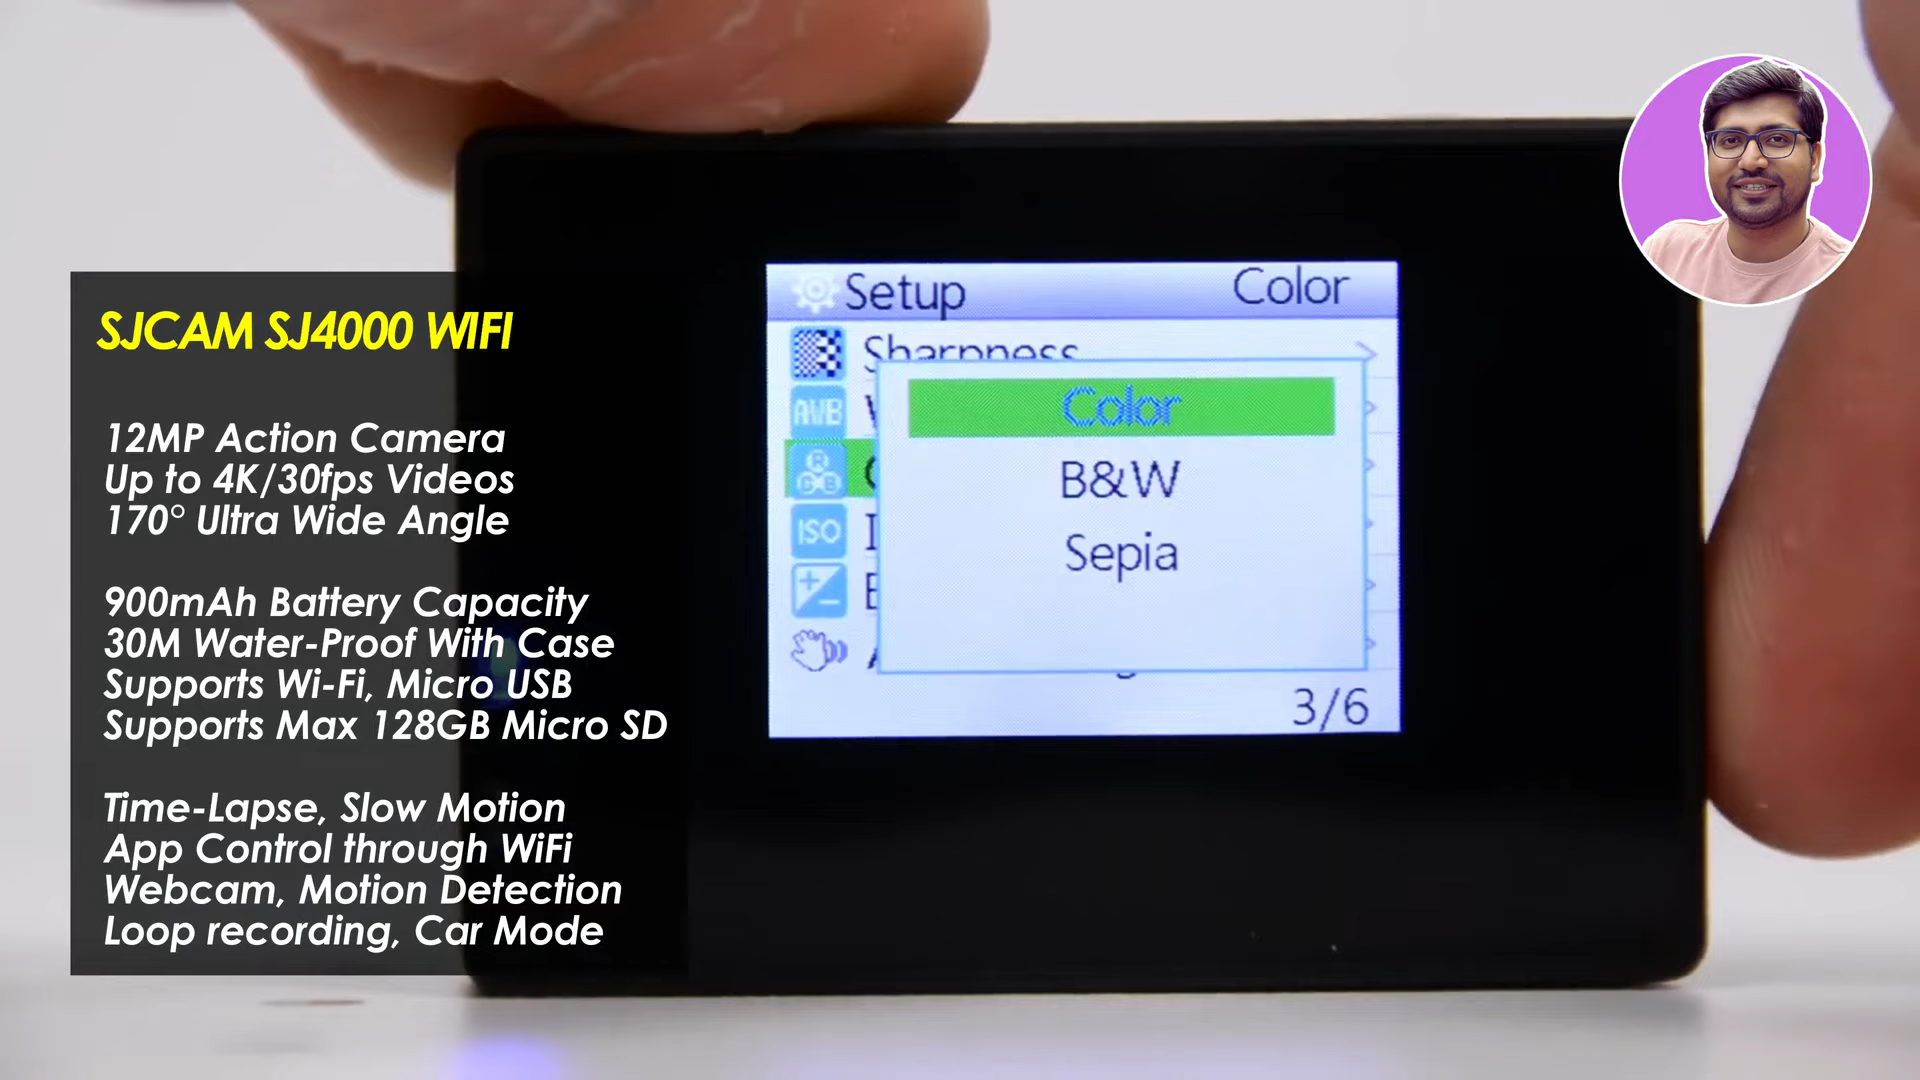 SJCAM SJ4000 WIFI
12MP Action Camera
Up to 4K/30fps Videos
170° Ultra Wide Angle
900mAh Battery Capacity
30M Water-Proof With Case
Supports Wi-Fi, Micro USB
Supports Max 128GB Micro SD
Time-Lapse, Slow Motion
App Control through WiFi
Webcam, Motion Detection
Loop recording, Car Mode
Setup Color
Sharpness
AWB
Color
R
G B
B&W
ISO
Sepia
3/6